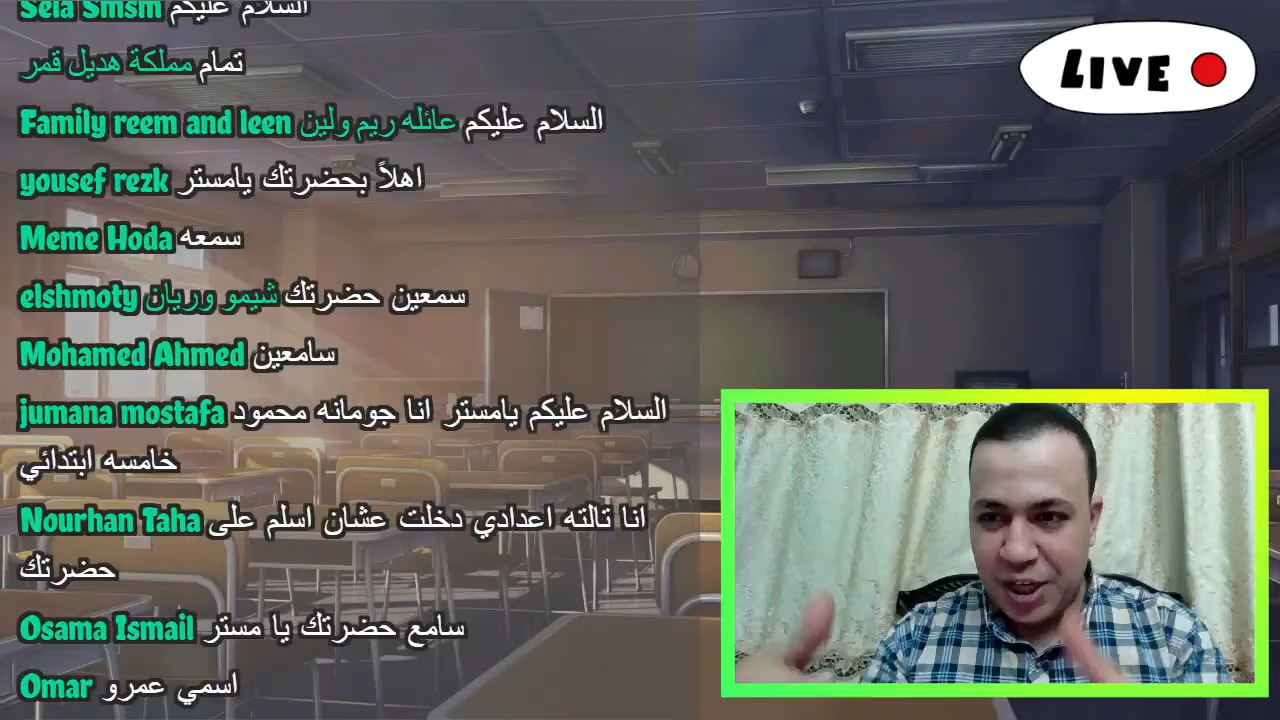 Sela Smsm السلام عليكم
مملكة هديل قمر تمام
Family reem and leen عائله ريم ولين السلام عليكم
yousef rezk اهلاً بحضرتك يامستر
Meme Hoda سمعه
elshmoty شيمو وريان سمعين حضرتك
Mohamed Ahmed سامعين
jumana mostafa السلام عليكم يامستر انا جومانه محمود
خامسه ابتدائي
Nourhan Taha انا تالته اعدادي دخلت عشان اسلم على
حضرتك
Osama Ismail سامع حضرتك يا مستر
Omar اسمي عمرو
LIVE